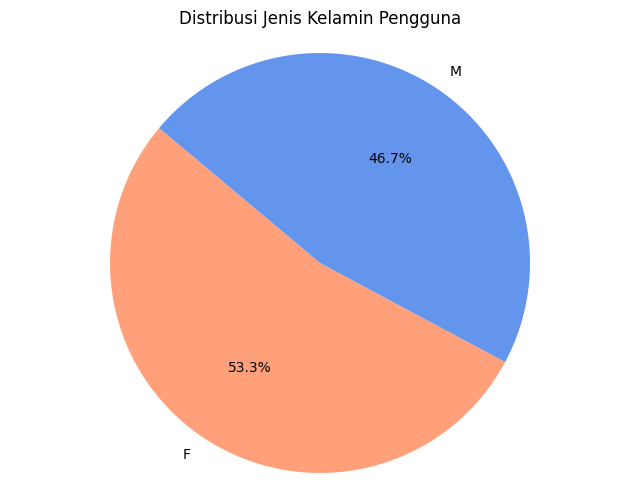 Distribusi Jenis Kelamin Pengguna
M
46.7%
53.3%
F